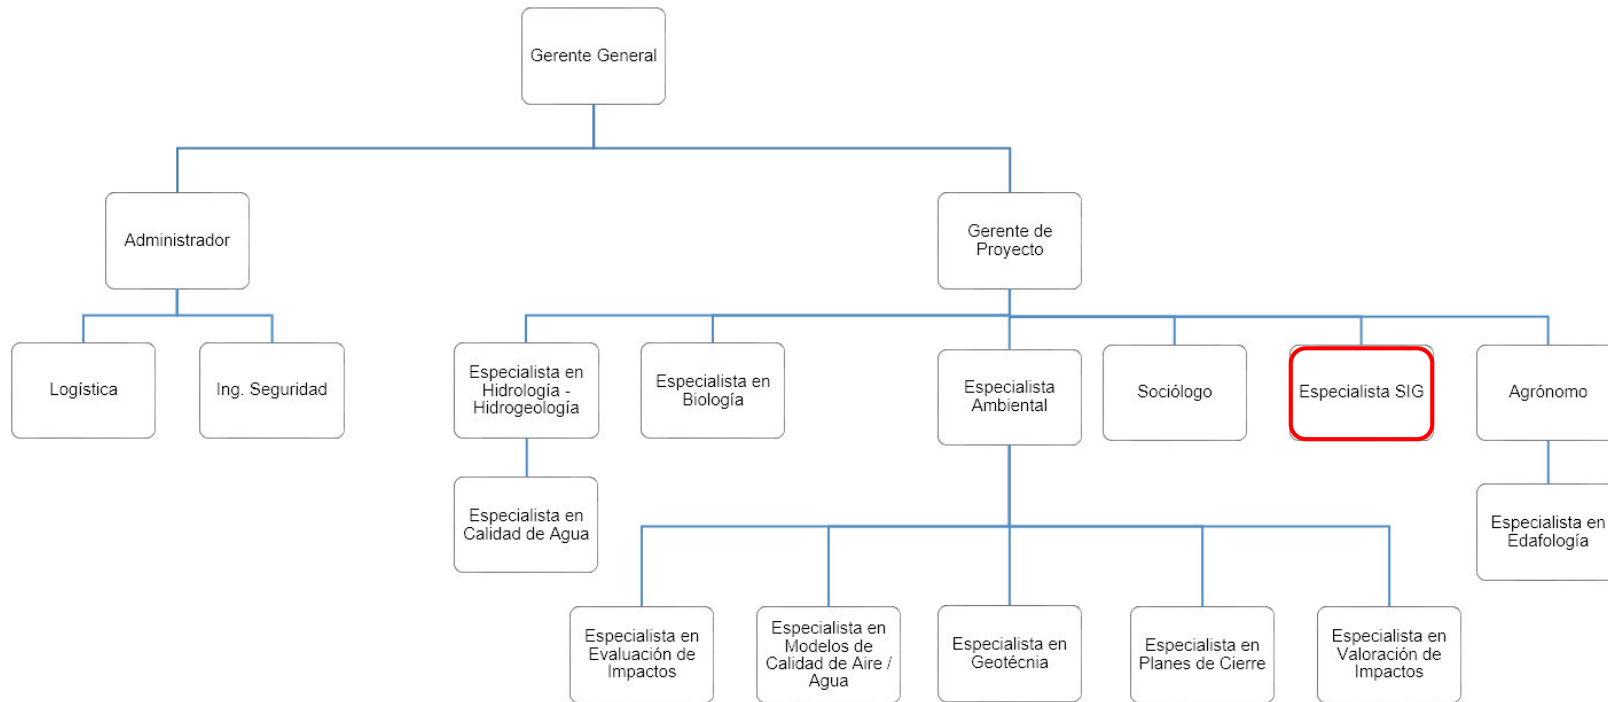 Gerente General
Administrador
Gerente de
Proyecto
Logística
Ing. Seguridad
Especialista en
Hidrología -
Hidrogeología
Especialista en
Biología
Especialista
Ambiental
Sociólogo
Especialista SIG
Agrónomo
Especialista en
Calidad de Agua
Especialista en
Edafología
Especialista en
Evaluación de
Impactos
Especialista en
Modelos de
Calidad de Aire /
Agua
Especialista en
Geotécnia
Especialista en
Planes de Cierre
Especialista en
Valoración de
Impactos